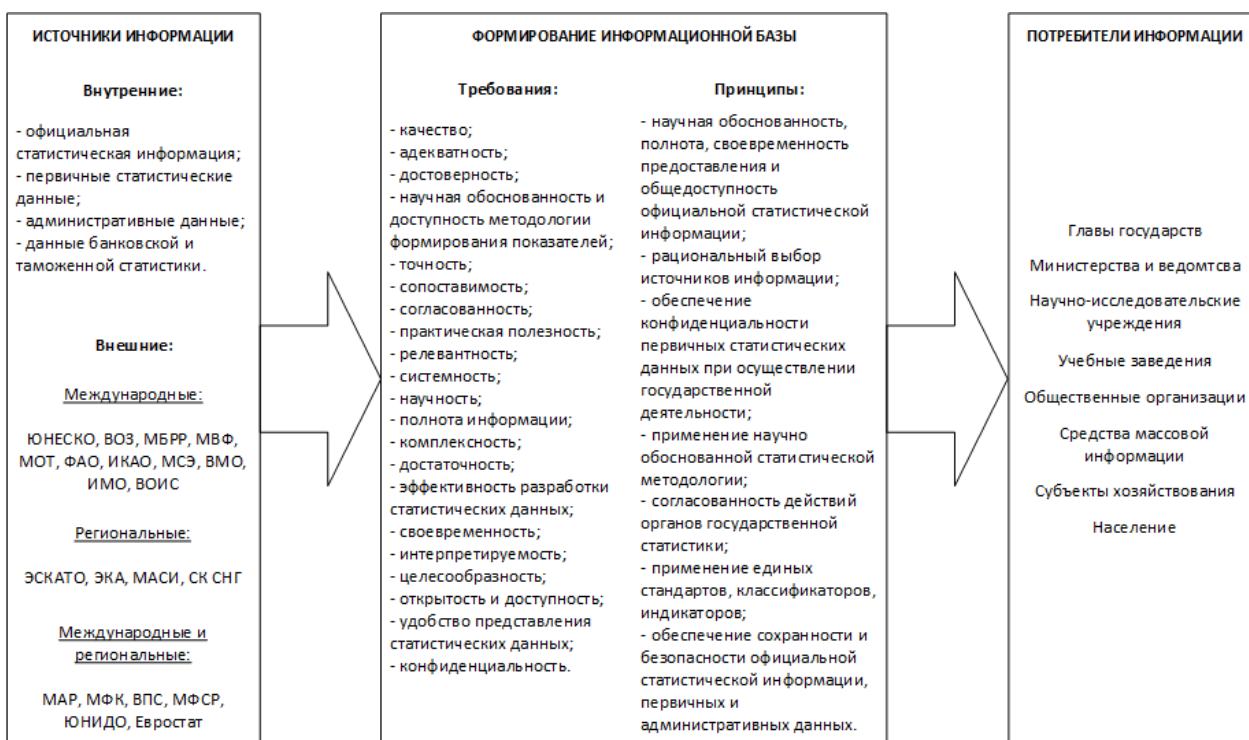 ИСТОЧНИКИ ИНФОРМАЦИИ
Внутренние:
- официальная
статистическая информация;
- первичные статистические
данные;
- административные данные;
- данные банковской и
таможенной статистики.
Внешние:
Международные:
ЮНЕСКО, ВОЗ, МБРР, МВФ,
МОТ, ФАО, ИКАО, МСЭ, ВМО,
ИМО, ВОИС
Региональные:
ЭСКАТО, ЭКА, МАСИ, СК СНГ
Международные и
региональные:
МАР, МФК, ВПС, МФСР,
ЮНИДО, Евростат
ФОРМИРОВАНИЕ ИНФОРМАЦИОННОЙ БАЗЫ
Требования:
- качество;
- адекватность;
- достоверность;
- научная обоснованность и
доступность методологии
формирования показателей;
- точность;
- сопоставимость;
- согласованность;
- практическая полезность;
- релевантность;
- системность;
- научность;
- полнота информации;
- комплексность;
- достаточность;
- эффективность разработки
статистических данных;
- своевременность;
- интерпретируемость;
- целесообразность;
- открытость и доступность;
- удобство представления
статистических данных;
- конфиденциальность.
Принципы:
- научная обоснованность,
полнота, своевременность
предоставления и
общедоступность
официальной статистической
информации;
- рациональный выбор
источников информации;
- обеспечение
конфиденциальности
первичных статистических
данных при осуществлении
государственной
деятельности;
- применение научно
обоснованной статистической
методологии;
- согласованность действий
органов государственной
статистики;
- применение единых
стандартов, классификаторов,
индикаторов;
- обеспечение сохранности и
безопасности официальной
статистической информации,
первичных и
административных данных.
ПОТРЕБИТЕЛИ ИНФОРМАЦИИ
Главы государств
Министерства и ведомтсва
Научно-исследовательские
учреждения
Учебные заведения
Общественные организации
Средства массовой
информации
Субъекты хозяйствования
Население